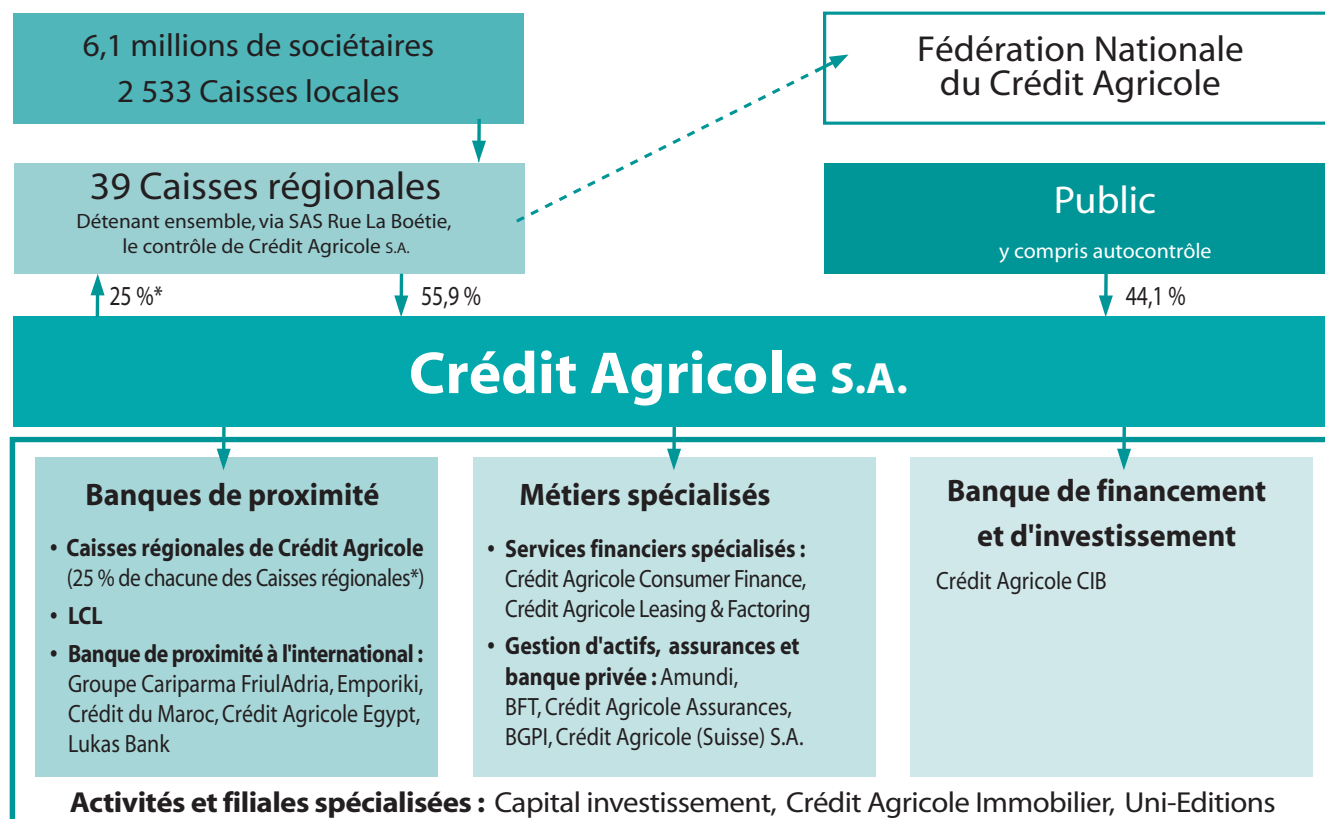 6,1 millions de sociétaires
2 533 Caisses locales
Fédération Nationale
du Crédit Agricole
39 Caisses régionales
Détenant ensemble, via SAS Rue La Boétie,
le contrôle de Crédit Agricole S.A.
Public
y compris autocontrôle
25 %*
55,9 %
44,1 %
Crédit Agricole S.A.
Banques de proximité
• Caisses régionales de Crédit Agricole
(25 % de chacune des Caisses régionales*)
• LCL
• Banque de proximité à l'international :
Groupe Cariparma FriulAdria, Emporiki,
Crédit du Maroc, Crédit Agricole Egypt,
Lukas Bank
Métiers spécialisés
• Services financiers spécialisés :
Crédit Agricole Consumer Finance,
Crédit Agricole Leasing & Factoring
• Gestion d'actifs, assurances et
banque privée : Amundi,
BFT, Crédit Agricole Assurances,
BGPI, Crédit Agricole (Suisse) S.A.
Banque de financement
et d'investissement
Crédit Agricole CIB
Activités et filiales spécialisées : Capital investissement, Crédit Agricole Immobilier, Uni-Editions